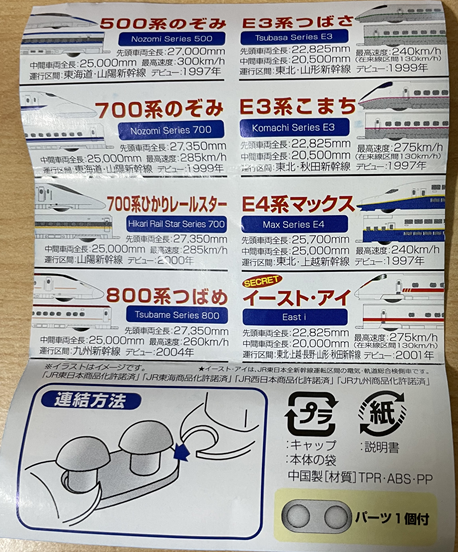 500系のぞみ
Nozomi Series 500
先頭車両全長：27,000mm
中間車両全長：25,000mm 最高速度：300km/h
運行区間：東海道・山陽新幹線 デビュー：1997年
E3系つばさ
Tsubasa Series E3
先頭車両全長：22,825mm 最高速度：240km/h
中間車両全長：20,500mm (在来線区間130km/h)
運行区間：東北・山形新幹線 デビュー：1999年
700系のぞみ
Nozomi Series 700
先頭車両全長：27,350mm
中間車両全長：25,000mm 最高速度：285km/h
運行区間：東海道・山陽新幹線 デビュー：1999年
E3系こまち
Komachi Series E3
先頭車両全長：22,825mm 最高速度：275km/h
中間車両全長：20,500mm (在来線区間130km/h)
運行区間：東北・秋田新幹線 デビュー：1997年
700系ひかりレールスター
Hikari Rail Star Series 700
先頭車両全長：27,350mm
中間車両全長：25,000mm 最高速度：285km/h
運行区間：山陽新幹線 デビュー：2000年
E4系マックス
Max Series E4
先頭車両全長：25,700mm
中間車両全長：25,000mm 最高速度：240km/h
運行区間：東北・上越新幹線 デビュー：1997年
800系つばめ
Tsubame Series 800
先頭車両全長：27,350mm
中間車両全長：25,000mm 最高速度：260km/h
運行区間：九州新幹線 デビュー：2004年
SECRET
イースト・アイ
East i
先頭車両全長：22,825mm 最高速度：275km/h
中間車両全長：20,000mm (在来線区間130km/h)
運行区間：東北・上越・長野・山形・秋田新幹線 デビュー：2001年
※イラストはイメージです。 ★イースト・アイは、JR東日本全新幹線運転区間の電気・軌道総合検測車です。
「JR東日本商品化許諾済」「JR東海商品化許諾済」「JR西日本商品化許諾済」「JR九州商品化許諾済」
連結方法
プラ
：キャップ
：本体の袋
紙
：説明書
中国製［材質］TPR・ABS・PP
パーツ1個付